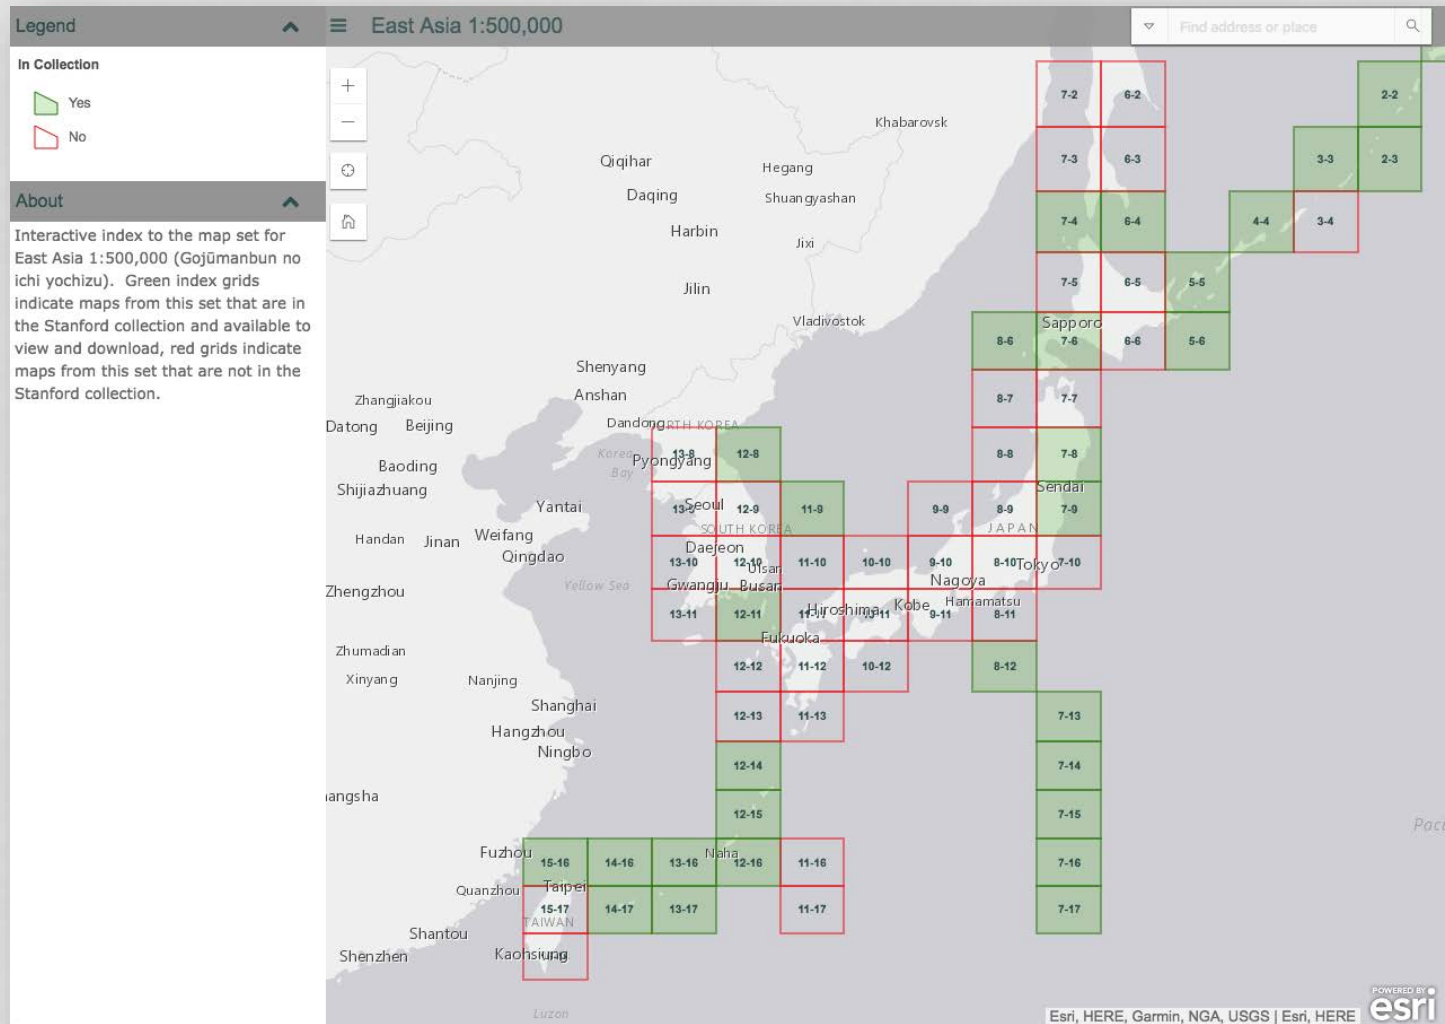 Legend
East Asia 1:500,000
Find address or place
In Collection
Yes
No
About
Interactive index to the map set for
East Asia 1:500,000 (Gojūmanbun no
ichi yochizu). Green index grids
indicate maps from this set that are in
the Stanford collection and available to
view and download, red grids indicate
maps from this set that are not in the
Stanford collection.
7-2 6-2 2-2
Khabarovsk
Qiqihar Hegang 7-3 6-3 3-3 2-3
Daqing Shuangyashan
Harbin Jixi 7-4 6-4 4-4 3-4
Jilin 7-5 6-5 5-5
Vladivostok Sapporo
8-6 7-6 6-6 5-6
Shenyang
Anshan 8-7 7-7
Zhangjiakou
Datong Beijing Dandong RTH KOREA
Korea Bay
13-8 12-8 8-8 7-8
Baoding Pyongyang
Shijiazhuang Sendai
Yantai Seoul 12-9 11-9 9-9 8-9 7-9
SOUTH KOREA JAPAN
Handan Jinan Weifang
Qingdao Daejeon
13-10 12-10 11-10 10-10 9-10 8-10 Tokyo 7-10
Ulsan
Zhengzhou Yellow Sea Gwangju Busan Nagoya
Hiroshima Kobe Hamamatsu
13-11 12-11 9-11 8-11
Fukuoka
Zhumadian
Xinyang Nanjing 12-12 11-12 10-12 8-12
Shanghai 12-13 11-13 7-13
Hangzhou
Ningbo 12-14 7-14
angsha 12-15 7-15
Pac
Fuzhou 15-16 14-16 13-16 Naha 12-16 11-16 7-16
Quanzhou Taipei
15-17 14-17 13-17 11-17 7-17
TAIWAN
Shantou
Shenzhen Kaohsiung
Luzon
POWERED BY
esri
Esri, HERE, Garmin, NGA, USGS | Esri, HERE